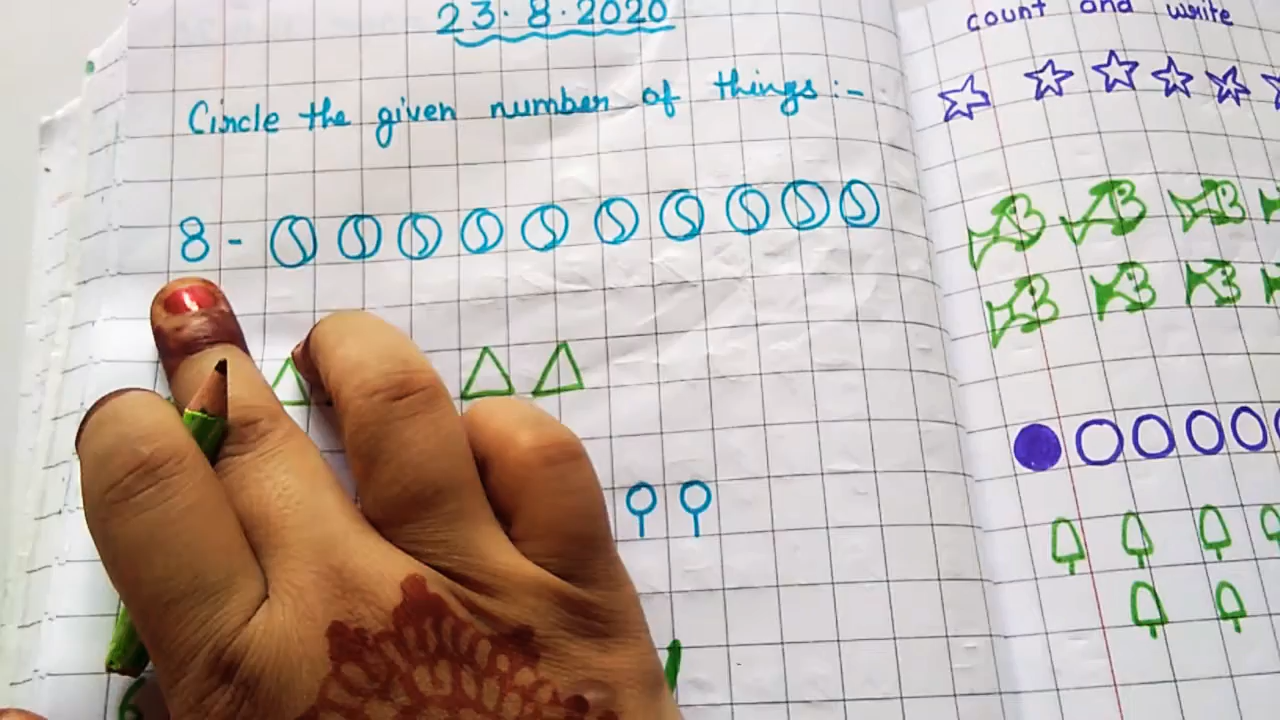 23.8.2020
Circle the given number of things:-
8 -
count and write